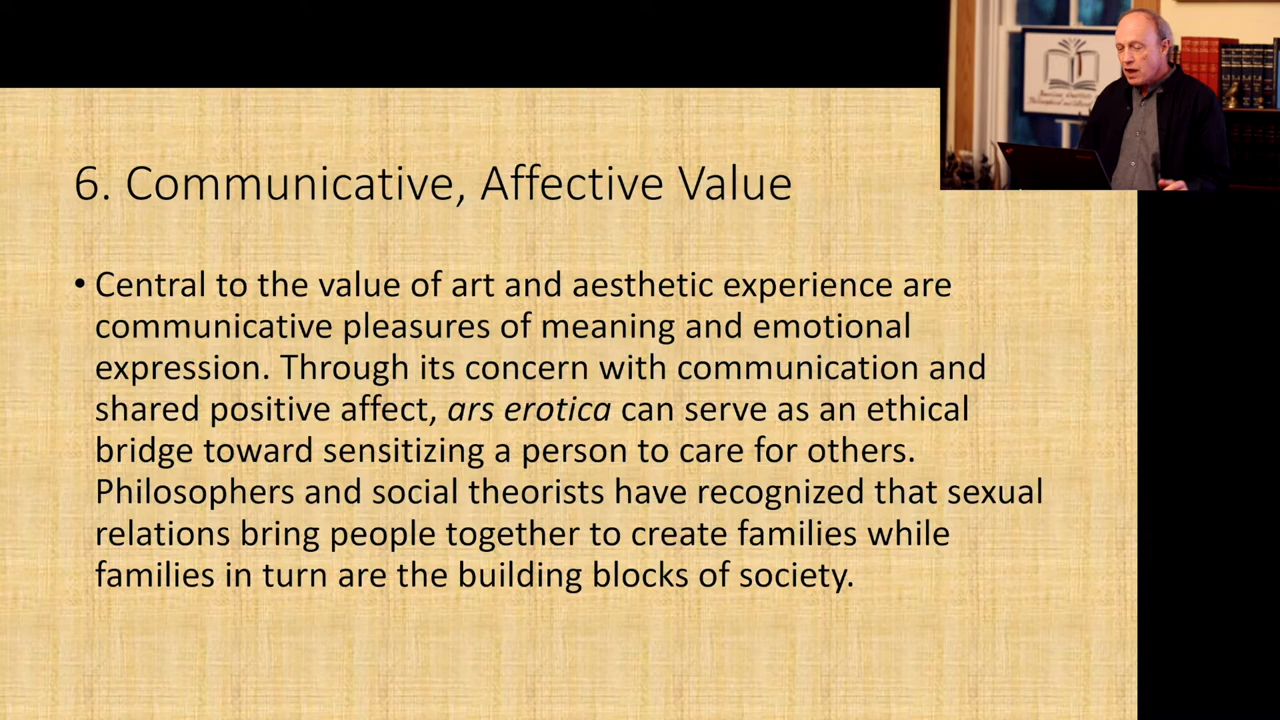 6. Communicative, Affective Value
• Central to the value of art and aesthetic experience are
communicative pleasures of meaning and emotional
expression. Through its concern with communication and
shared positive affect, ars erotica can serve as an ethical
bridge toward sensitizing a person to care for others.
Philosophers and social theorists have recognized that sexual
relations bring people together to create families while
families in turn are the building blocks of society.